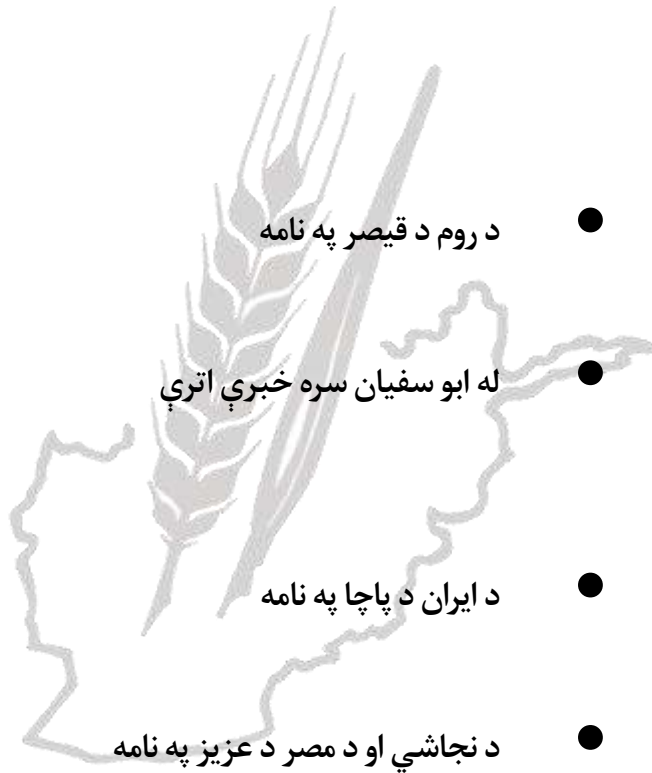 ● د روم د قیصر په نامه
● له ابو سفیان سره خبرې اترې
● د ایران د پاچا په نامه
● د نجاشي او د مصر د عزیز په نامه